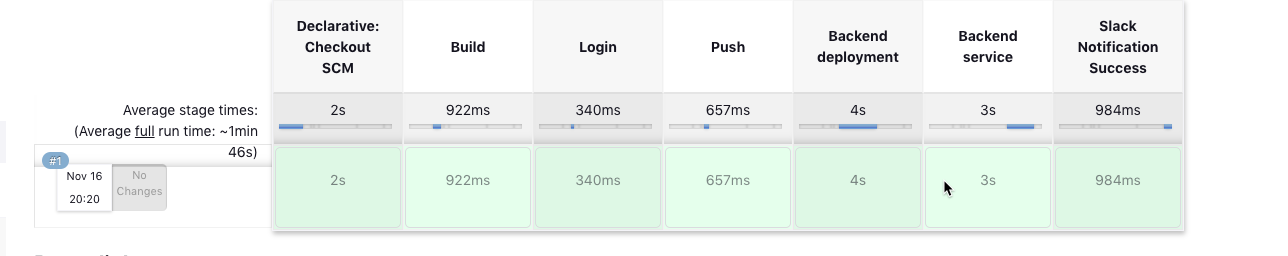 Declarative:
Checkout
SCM
Build
Login
Push
Backend
deployment
Backend
service
Slack
Notification
Success
Average stage times:
(Average full run time: ~1min
46s)
2s
922ms
340ms
657ms
4s
3s
984ms
#1
Nov 16
20:20
No
Changes
2s
922ms
340ms
657ms
4s
3s
984ms